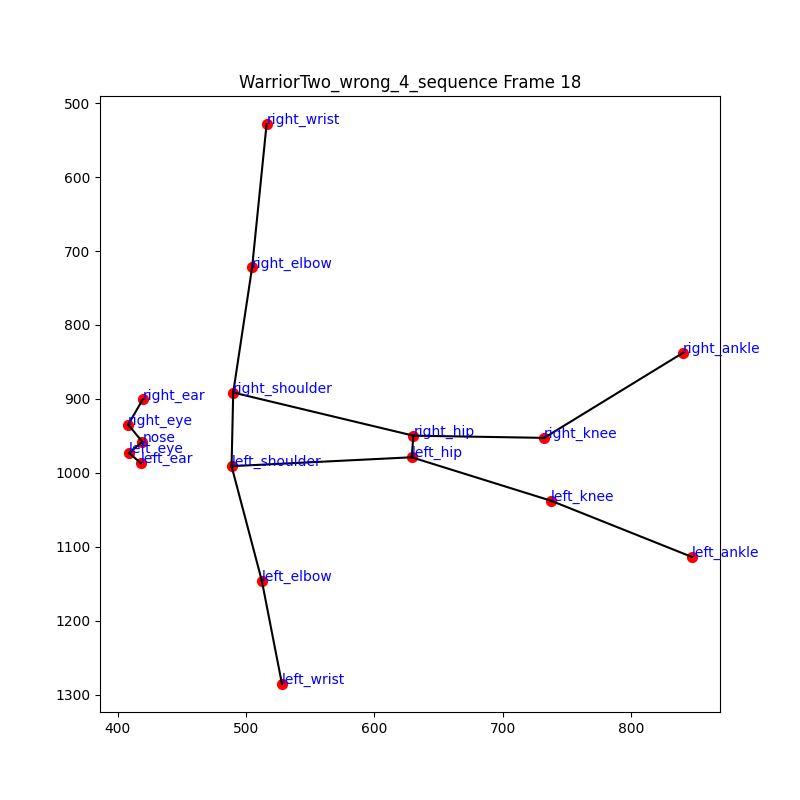 WarriorTwo_wrong_4_sequence Frame 18
500
600
700
800
900
1000
1100
1200
1300
400
500
600
700
800
right_wrist
right_elbow
right_ankle
right_shoulder
right_ear
right_eye
right_hip
right_knee
nose
left_eye
left_hip
left_ear
left_shoulder
left_knee
left_ankle
left_elbow
left_wrist